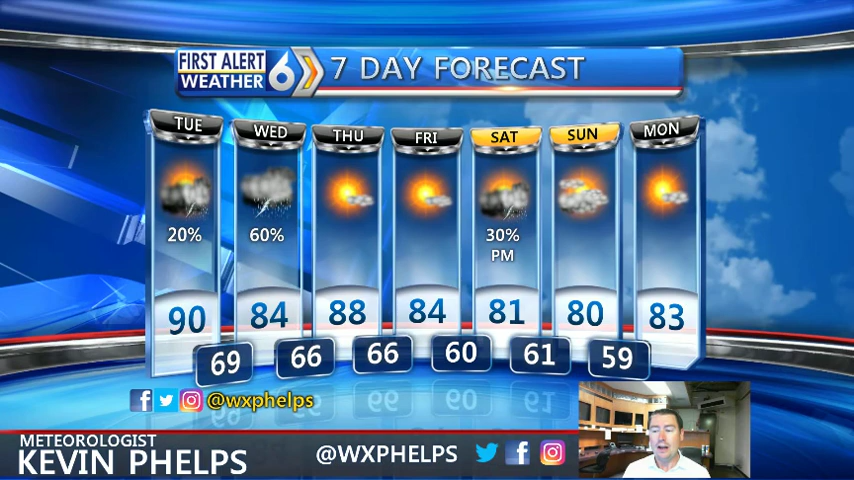 FIRST ALERT
WEATHER 6
7 DAY FORECAST
TUE WED THU FRI SAT SUN MON
20% 60% 30%
PM
90 84 88 84 81 80 83
69 66 66 60 61 59
@wxphelps
METEOROLOGIST
KEVIN PHELPS
@WXPHELPS